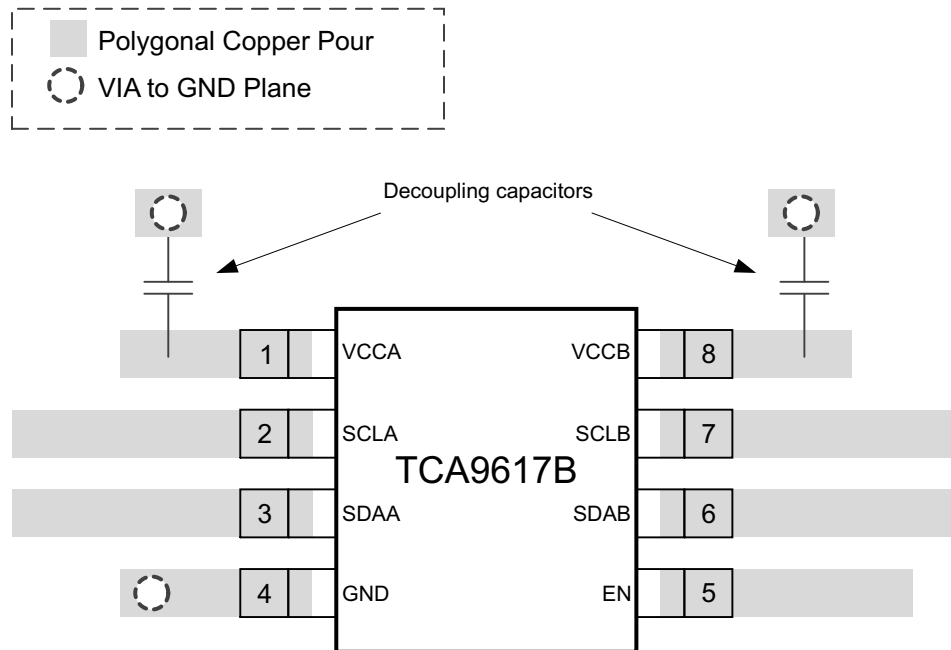 Polygonal Copper Pour
VIA to GND Plane
Decoupling capacitors
1 VCCA VCCB 8
2 SCLA SCLB 7
TCA9617B
3 SDAA SDAB 6
4 GND EN 5